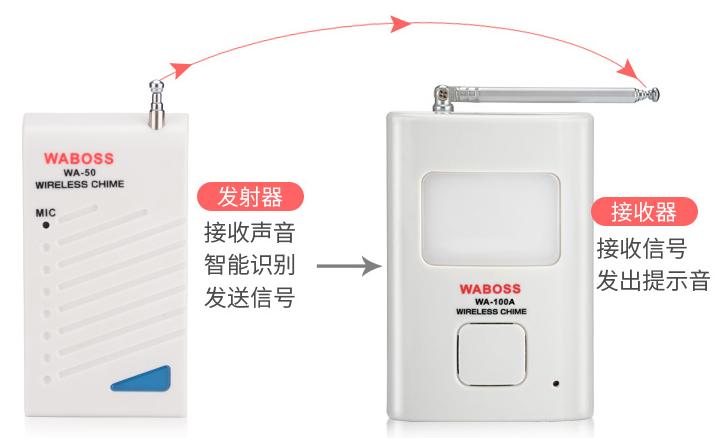 WABOSS
WA-50
WIRELESS CHIME
MIC
发射器
接收声音
智能识别
发送信号
接收器
接收信号
发出提示音
WABOSS
WA-100A
WIRELESS CHIME